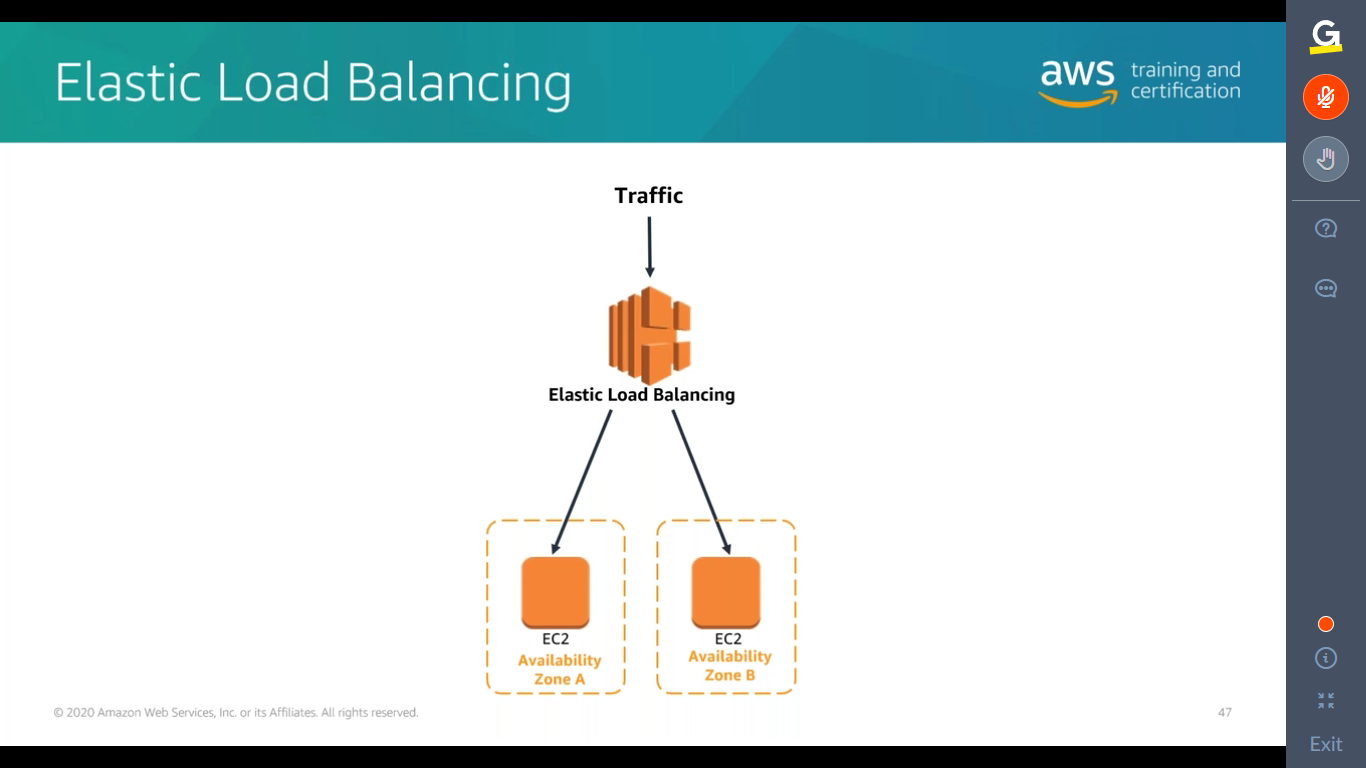 Elastic Load Balancing
aws
training and
certification
Traffic
Elastic Load Balancing
EC2
Availability
Zone A
EC2
Availability
Zone B
© 2020 Amazon Web Services, Inc. or its Affiliates. All rights reserved.
47
G
Exit